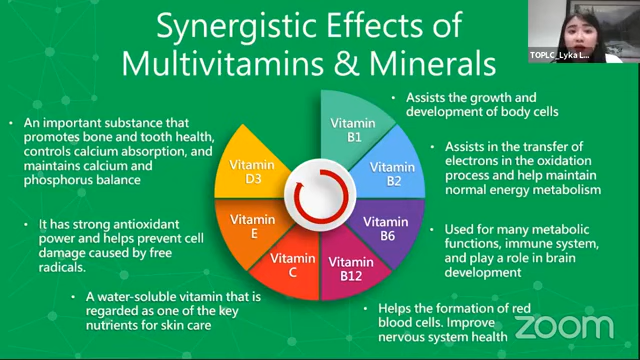 Synergistic Effects of
Multivitamins & Minerals
TOPLC_Lyka L...
• An important substance that
promotes bone and tooth health,
controls calcium absorption, and
maintains calcium and
phosphorus balance
• It has strong antioxidant
power and helps prevent cell
damage caused by free
radicals.
• A water-soluble vitamin that is
regarded as one of the key
nutrients for skin care
Vitamin
D3
Vitamin
E
Vitamin
C
Vitamin
B1
Vitamin
B2
Vitamin
B6
Vitamin
B12
• Assists the growth and
development of body cells
• Assists in the transfer of
electrons in the oxidation
process and help maintain
normal energy metabolism
• Used for many metabolic
functions, immune system,
and play a role in brain
development
• Helps the formation of red
blood cells. Improve
nervous system health
zoom